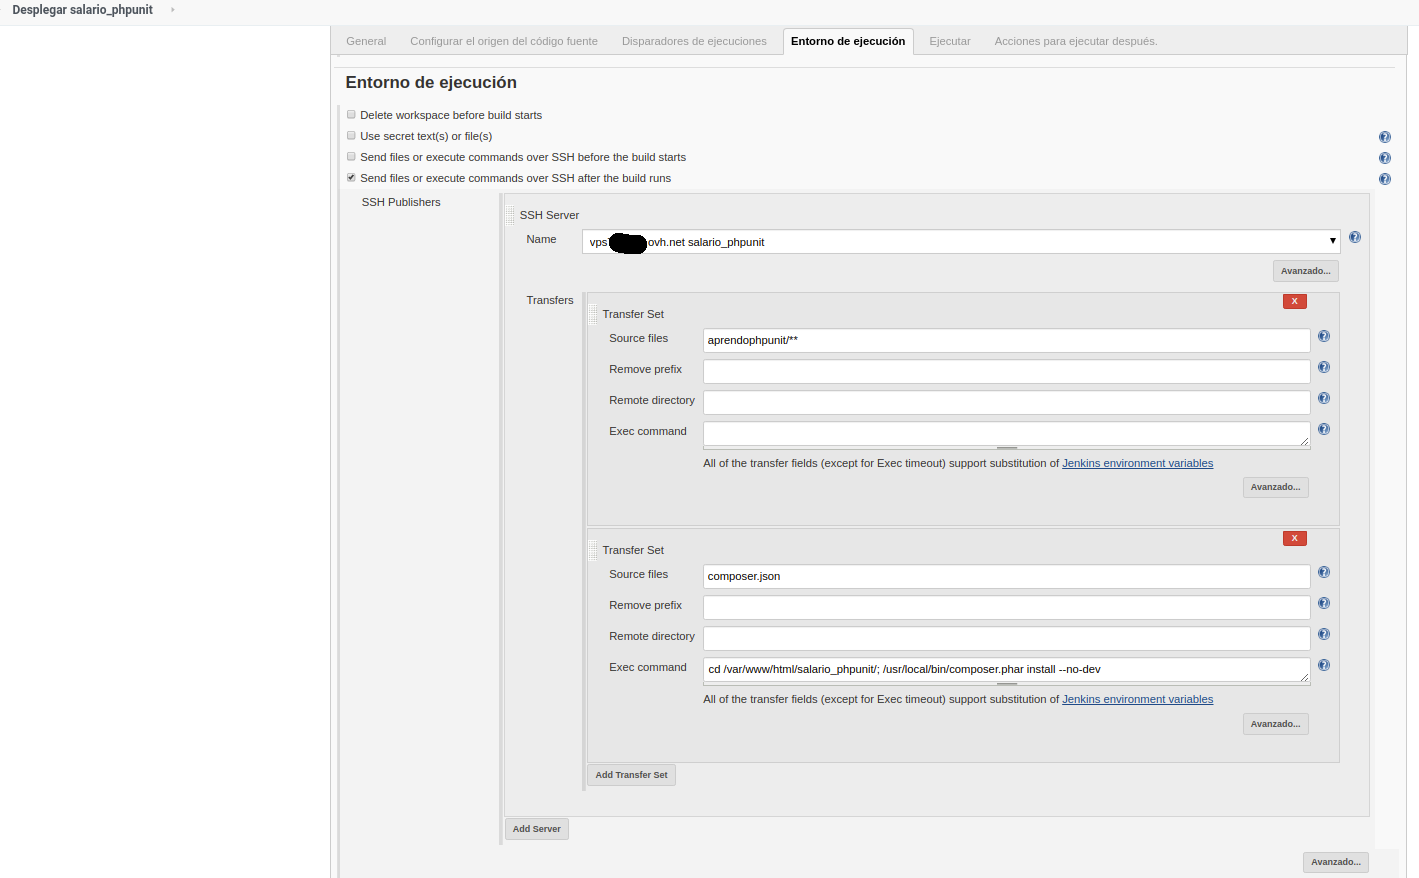 Desplegar salario_phpunit
General Configurar el origen del código fuente Disparadores de ejecuciones Entorno de ejecución Ejecutar Acciones para ejecutar después.
Entorno de ejecución
Delete workspace before build starts
Use secret text(s) or file(s)
Send files or execute commands over SSH before the build starts
Send files or execute commands over SSH after the build runs
SSH Publishers
SSH Server
Name vps ovh.net salario_phpunit
Avanzado...
Transfers
X
Transfer Set
Source files aprendophpunit/**
Remove prefix
Remote directory
Exec command
All of the transfer fields (except for Exec timeout) support substitution of Jenkins environment variables
Avanzado...
X
Transfer Set
Source files composer.json
Remove prefix
Remote directory
Exec command cd /var/www/html/salario_phpunit/; /usr/local/bin/composer.phar install --no-dev
All of the transfer fields (except for Exec timeout) support substitution of Jenkins environment variables
Avanzado...
Add Transfer Set
Add Server
Avanzado...